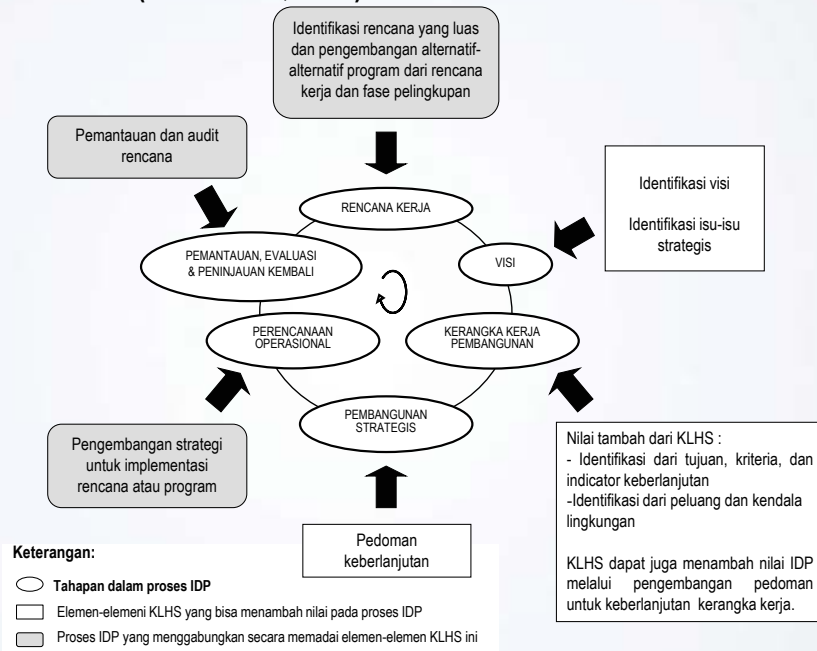 Identifikasi rencana yang luas
dan pengembangan alternatif-
alternatif program dari rencana
kerja dan fase pelingkupan
Pemantauan dan audit
rencana
Identifikasi visi
Identifikasi isu-isu
strategis
RENCANA KERJA
PEMANTAUAN, EVALUASI
& PENINJAUAN KEMBALI
VISI
PERENCANAAN
OPERASIONAL
KERANGKA KERJA
PEMBANGUNAN
PEMBANGUNAN
STRATEGIS
Pengembangan strategi
untuk implementasi
rencana atau program
Pedoman
keberlanjutan
Nilai tambah dari KLHS :
- Identifikasi dari tujuan, kriteria, dan
indicator keberlanjutan
-Identifikasi dari peluang dan kendala
lingkungan
KLHS dapat juga menambah nilai IDP
melalui pengembangan pedoman
untuk keberlanjutan kerangka kerja.
Keterangan:
Tahapan dalam proses IDP
Elemen-elemeni KLHS yang bisa menambah nilai pada proses IDP
Proses IDP yang menggabungkan secara memadai elemen-elemen KLHS ini